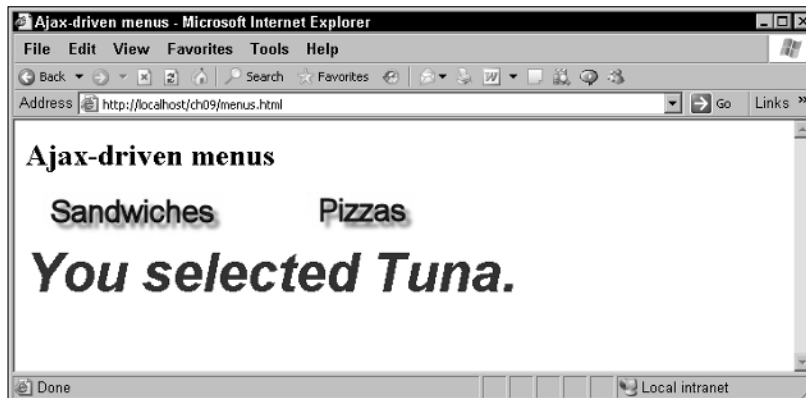 Ajax-driven menus - Microsoft Internet Explorer
File Edit View Favorites Tools Help
Back Search Favorites
Address http://localhost/ch09/menus.html Go Links »
Ajax-driven menus
Sandwiches Pizzas
You selected Tuna.
Done Local intranet